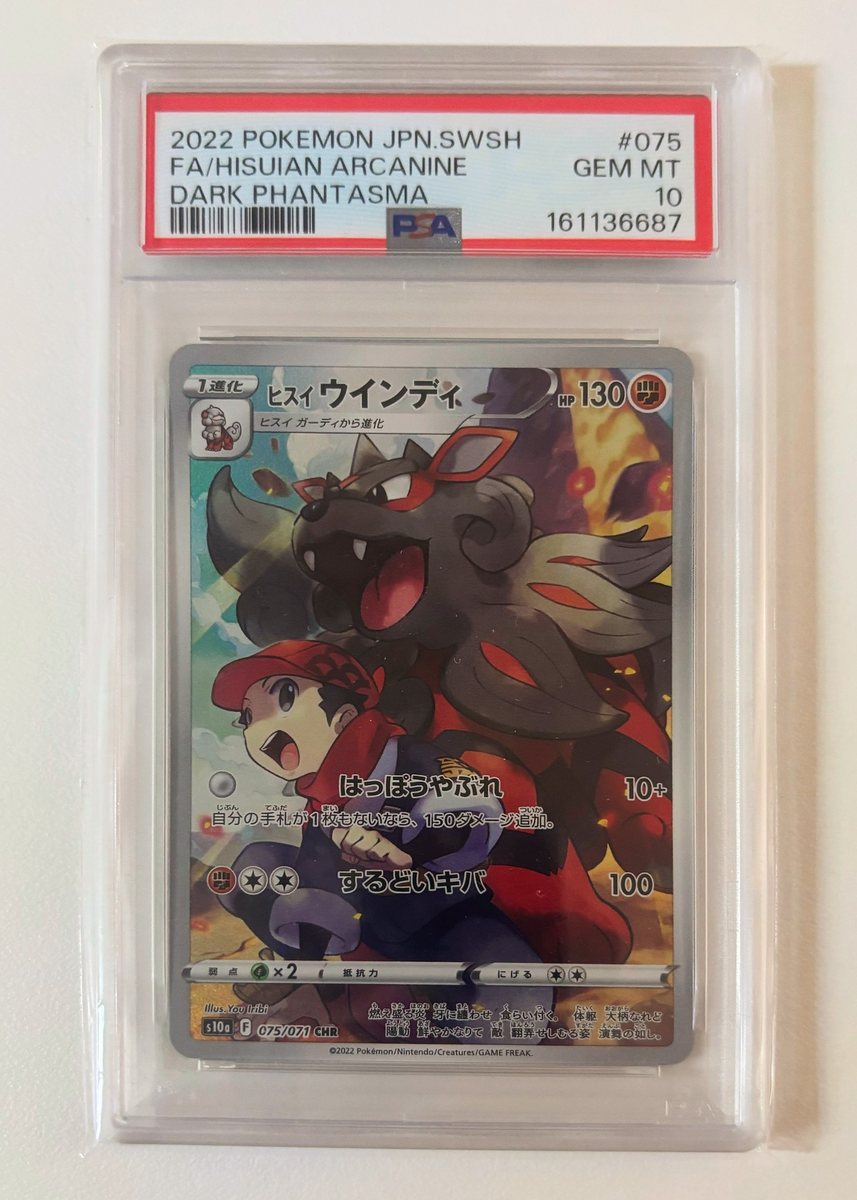 2022 POKEMON JPN.SWSH #075
FA/HISUIAN ARCANINE GEM MT
DARK PHANTASMA 10
PSA 161136687
1進化 ヒスイ ウインディ HP 130
ヒスイ ガーディから進化
はっぽうやぶれ 10+
自分の手札が1枚もないなら、150ダメージ追加。
するどいキバ 100
弱点 ×2 抵抗力 にげる
Illus. You Iribi
燃え盛る炎 牙に纏わせ 食らい付く。体躯 大柄なれど
陽動 鮮やかなりて 敵 翻弄せしもる姿 演舞の如し。
s10a F 075/071 CHR
©2022 Pokémon/Nintendo/Creatures/GAME FREAK.